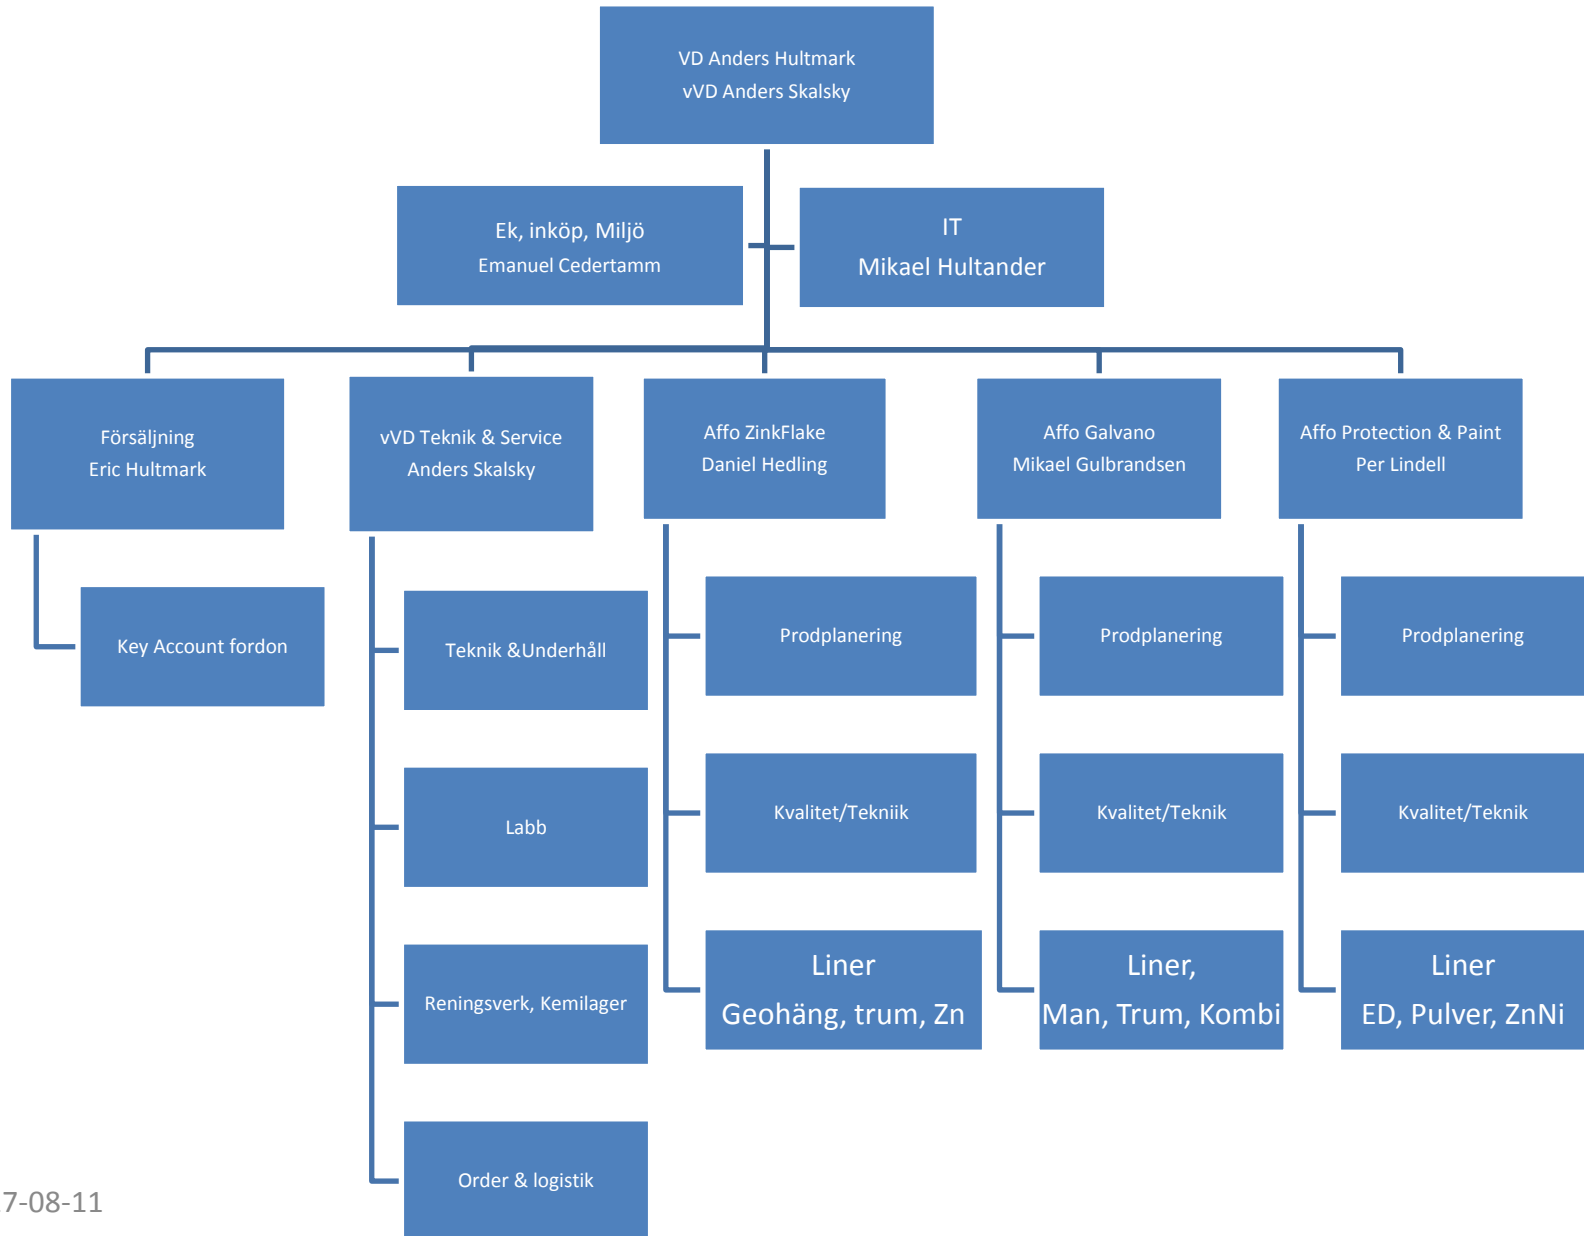 VD Anders Hultmark
vVD Anders Skalsky
Ek, inköp, Miljö
Emanuel Cedertamm
IT
Mikael Hultander
Försäljning
Eric Hultmark
vVD Teknik & Service
Anders Skalsky
Affo ZinkFlake
Daniel Hedling
Affo Galvano
Mikael Gulbrandsen
Affo Protection & Paint
Per Lindell
Key Account fordon
Teknik &Underhåll
Labb
Reningsverk, Kemilager
Order & logistik
Prodplanering
Kvalitet/Tekniik
Liner
Geohäng, trum, Zn
Prodplanering
Kvalitet/Teknik
Liner,
Man, Trum, Kombi
Prodplanering
Kvalitet/Teknik
Liner
ED, Pulver, ZnNi
7-08-11